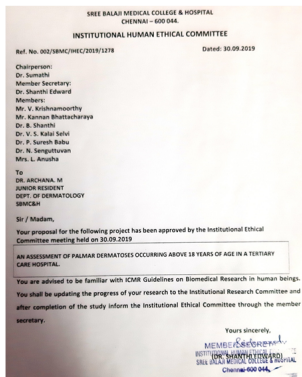 SREE BALAJI MEDICAL COLLEGE & HOSPITAL
CHENNAI – 600 044.
INSTITUTIONAL HUMAN ETHICAL COMMITTEE
Ref. No. 002/SBMC/IHEC/2019/1278 Dated: 30.09.2019
Chairperson:
Dr. Sumathi
Member Secretary:
Dr. Shanthi Edward
Members:
Mr. V. Krishnamoorthy
Mr. Kannan Bhattacharaya
Dr. B. Shanthi
Dr. V. S. Kalai Selvi
Dr. P. Suresh Babu
Dr. N. Senguttuvan
Mrs. L. Anusha
To
DR. ARCHANA. M
JUNIOR RESIDENT
DEPT. OF DERMATOLOGY
SBMC&H
Sir / Madam,
Your proposal for the following project has been approved by the Institutional Ethical
Committee meeting held on 30.09.2019
AN ASSESSMENT OF PALMAR DERMATOSES OCCURRING ABOVE 18 YEARS OF AGE IN A TERTIARY
CARE HOSPITAL.
You are advised to be familiar with ICMR Guidelines on Biomedical Research in human beings.
You shall be updating the progress of your research to the Institutional Research Committee and
after completion of the study inform the Institutional Ethical Committee through the member
secretary.
Yours sincerely,
MEMBER SECRETARY
INSTITUTIONAL HUMAN ETHICAL
(DR. SHANTHI EDWARD)
SREE BALAJI MEDICAL COLLEGE & HOSPITAL
Chennai-600 044.